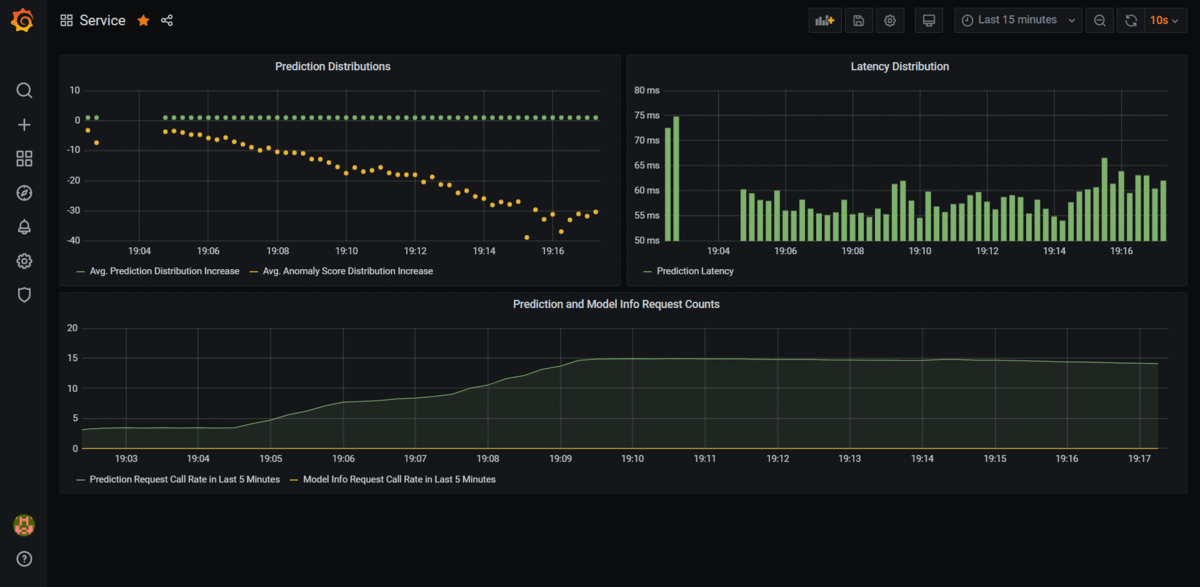 Service
Last 15 minutes
10s
Prediction Distributions
10
0
-10
-20
-30
-40
19:04 19:06 19:08 19:10 19:12 19:14 19:16
Avg. Prediction Distribution Increase Avg. Anomaly Score Distribution Increase
Latency Distribution
80 ms
75 ms
70 ms
65 ms
60 ms
55 ms
50 ms
19:04 19:06 19:08 19:10 19:12 19:14 19:16
Prediction Latency
Prediction and Model Info Request Counts
20
15
10
5
0
19:03 19:04 19:05 19:06 19:07 19:08 19:09 19:10 19:11 19:12 19:13 19:14 19:15 19:16 19:17
Prediction Request Call Rate in Last 5 Minutes Model Info Request Call Rate in Last 5 Minutes